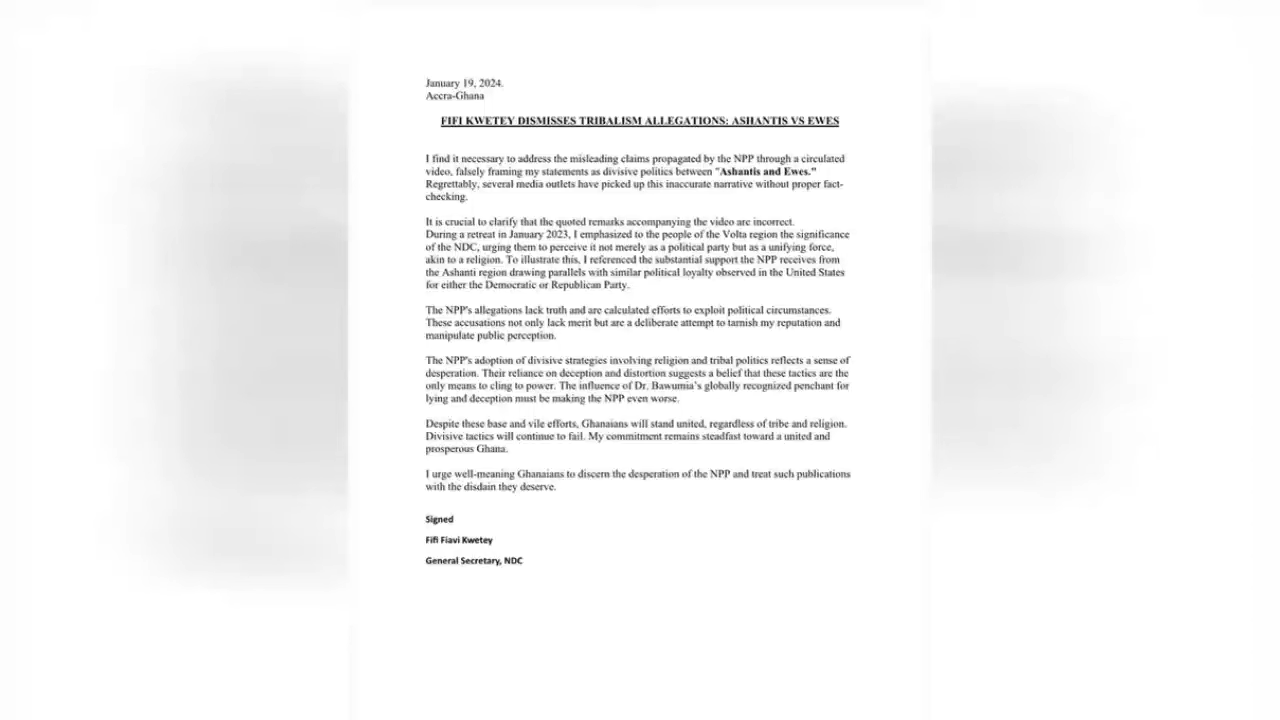 January 19, 2024.
Accra-Ghana
FIFI KWETEY DISMISSES TRIBALISM ALLEGATIONS: ASHANTIS VS EWES
I find it necessary to address the misleading claims propagated by the NPP through a circulated
video, falsely framing my statements as divisive politics between "Ashantis and Ewes."
Regrettably, several media outlets have picked up this inaccurate narrative without proper fact-
checking.
It is crucial to clarify that the quoted remarks accompanying the video are incorrect.
During a retreat in January 2023, I emphasized to the people of the Volta region the significance
of the NDC, urging them to perceive it not merely as a political party but as a unifying force,
akin to a religion. To illustrate this, I referenced the substantial support the NPP receives from
the Ashanti region drawing parallels with similar political loyalty observed in the United States
for either the Democratic or Republican Party.
The NPP's allegations lack truth and are calculated efforts to exploit political circumstances.
These accusations not only lack merit but are a deliberate attempt to tarnish my reputation and
manipulate public perception.
The NPP's adoption of divisive strategies involving religion and tribal politics reflects a sense of
desperation. Their reliance on deception and distortion suggests a belief that these tactics are the
only means to cling to power. The influence of Dr. Bawumia's globally recognized penchant for
lying and deception must be making the NPP even worse.
Despite these base and vile efforts, Ghanaians will stand united, regardless of tribe and religion.
Divisive tactics will continue to fail. My commitment remains steadfast toward a united and
prosperous Ghana.
I urge well-meaning Ghanaians to discern the desperation of the NPP and treat such publications
with the disdain they deserve.
Signed
Fifi Fiavi Kwetey
General Secretary, NDC